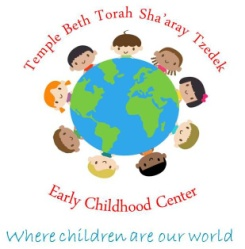 Temple Beth Torah Sha'aray Tzedek
Early Childhood Center
Where children are our world